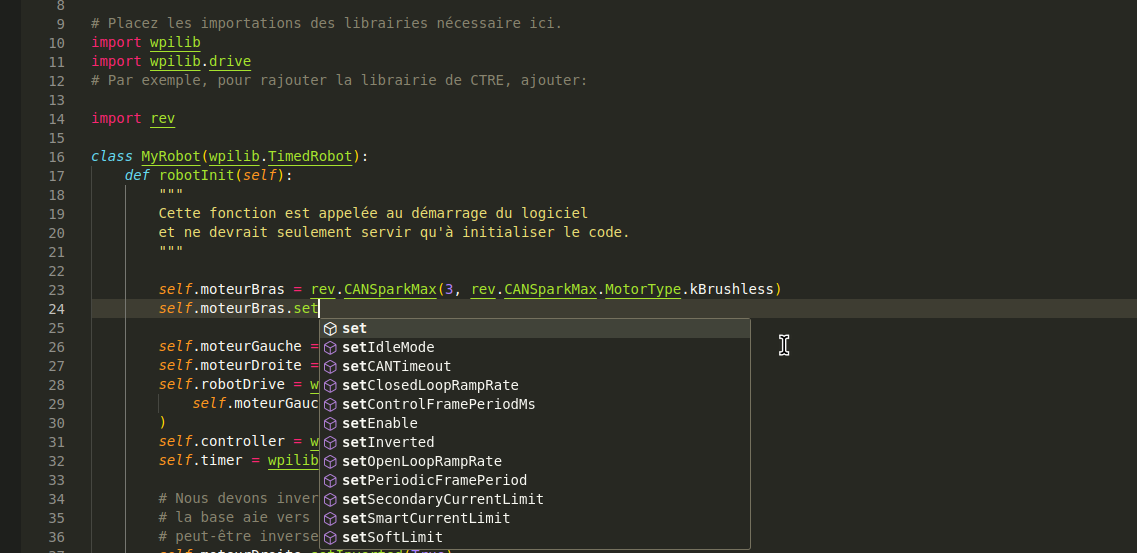 8
9 # Placez les importations des librairies nécessaire ici.
10 import wpilib
11 import wpilib.drive
12 # Par exemple, pour rajouter la librairie de CTRE, ajouter:
13
14 import rev
15
16 class MyRobot(wpilib.TimedRobot):
17 def robotInit(self):
18 """
19 Cette fonction est appelée au démarrage du logiciel
20 et ne devrait seulement servir qu'à initialiser le code.
21 """
22
23 self.moteurBras = rev.CANSparkMax(3, rev.CANSparkMax.MotorType.kBrushless)
24 self.moteurBras.set
25 set
26 self.moteurGauche = setIdleMode
27 self.moteurDroite = setCANTimeout
28 self.robotDrive = w setClosedLoopRampRate
29 self.moteurGauc setControlFramePeriodMs
30 ) setEnable
31 self.controller = w setInverted
32 self.timer = wpilib setOpenLoopRampRate
33 setPeriodicFramePeriod
34 # Nous devons inver setSecondaryCurrentLimit
35 # la base aie vers setSmartCurrentLimit
36 # peut-être inverse setSoftLimit
37 self.moteurDroite.setInverted(True)